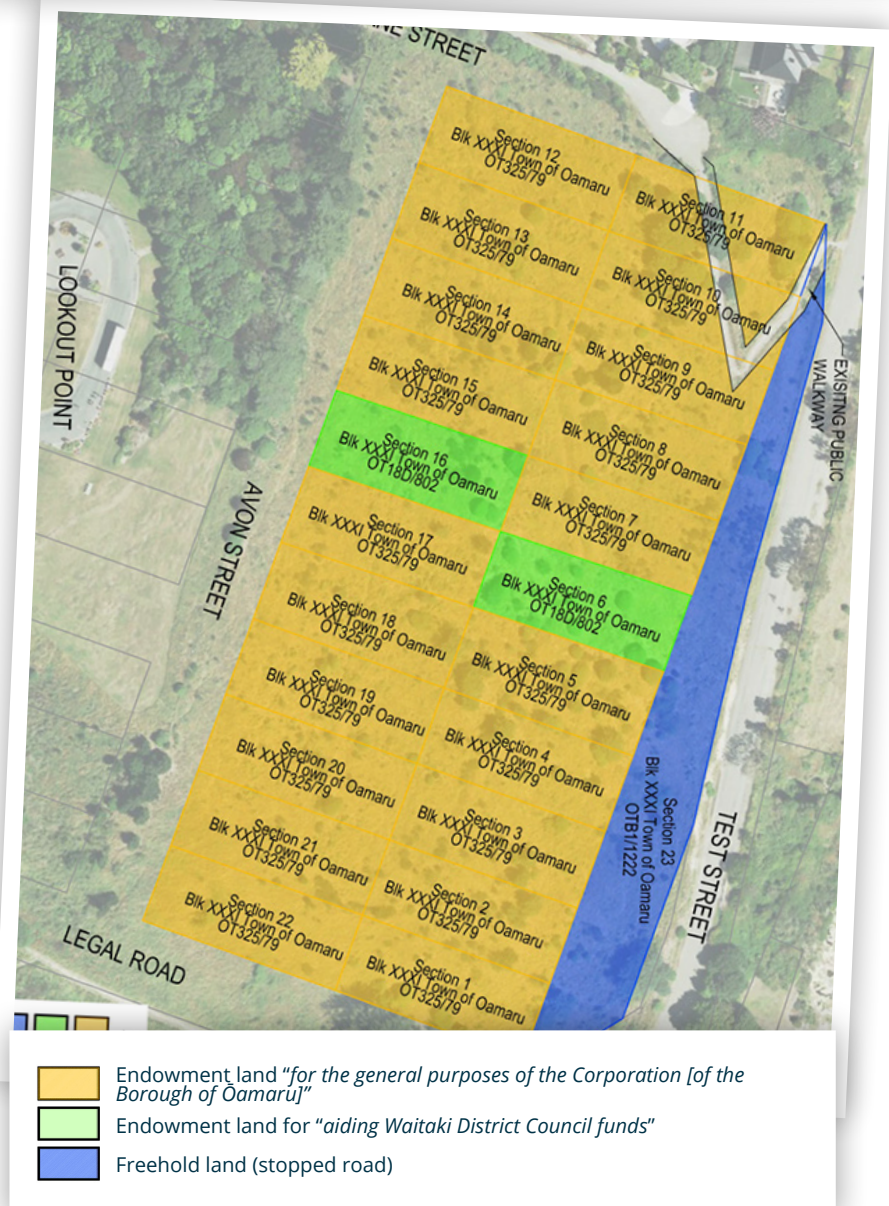 STREET
Section 12
Blk XXXI Town of Oamaru
OT325/79
Section 11
Blk XXXI Town of Oamaru
OT325/79
Section 13
Blk XXXI Town of Oamaru
OT325/79
Section 10
Blk XXXI Town of Oamaru
OT325/79
Section 14
Blk XXXI Town of Oamaru
OT325/79
Section 9
Blk XXXI Town of Oamaru
OT325/79
Section 15
Blk XXXI Town of Oamaru
OT325/79
Section 8
Blk XXXI Town of Oamaru
OT325/79
Section 16
Blk XXXI Town of Oamaru
OT18D/802
Section 7
Blk XXXI Town of Oamaru
OT325/79
Section 17
Blk XXXI Town of Oamaru
OT325/79
Section 6
Blk XXXI Town of Oamaru
OT18D/802
Section 18
Blk XXXI Town of Oamaru
OT325/79
Section 5
Blk XXXI Town of Oamaru
OT325/79
Section 19
Blk XXXI Town of Oamaru
OT325/79
Section 4
Blk XXXI Town of Oamaru
OT325/79
Section 20
Blk XXXI Town of Oamaru
OT325/79
Section 3
Blk XXXI Town of Oamaru
OT325/79
Section 21
Blk XXXI Town of Oamaru
OT325/79
Section 2
Blk XXXI Town of Oamaru
OT325/79
Section 22
Blk XXXI Town of Oamaru
OT325/79
Section 1
Blk XXXI Town of Oamaru
OT325/79
Section 23
Blk XXXI Town of Oamaru
OTB1/1222
LOOKOUT POINT
AVON STREET
EXISITNG PUBLIC
WALKWAY
TEST STREET
LEGAL ROAD
Endowment land “for the general purposes of the Corporation [of the
Borough of Ōamaru]”
Endowment land for “aiding Waitaki District Council funds”
Freehold land (stopped road)